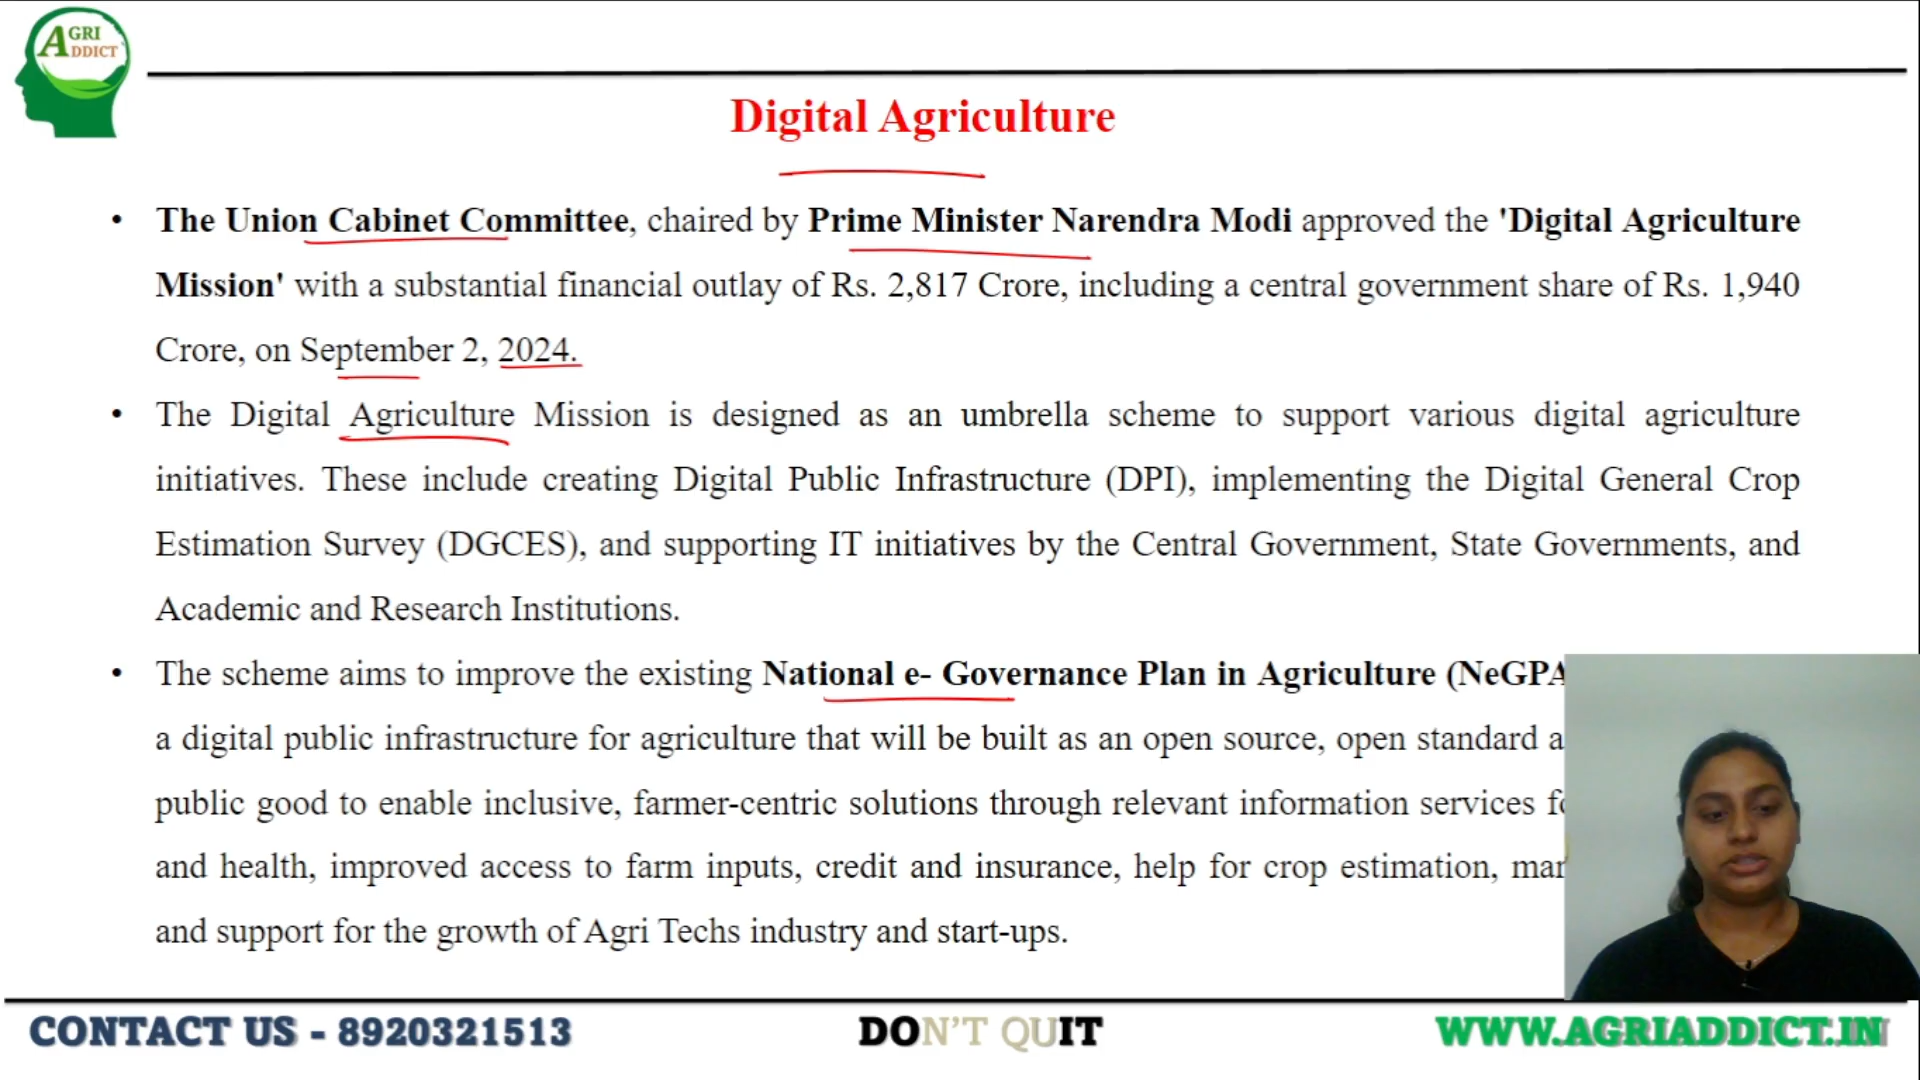 AGRI
ADDICT
Digital Agriculture
• The Union Cabinet Committee, chaired by Prime Minister Narendra Modi approved the 'Digital Agriculture
Mission' with a substantial financial outlay of Rs. 2,817 Crore, including a central government share of Rs. 1,940
Crore, on September 2, 2024.
• The Digital Agriculture Mission is designed as an umbrella scheme to support various digital agriculture
initiatives. These include creating Digital Public Infrastructure (DPI), implementing the Digital General Crop
Estimation Survey (DGCES), and supporting IT initiatives by the Central Government, State Governments, and
Academic and Research Institutions.
• The scheme aims to improve the existing National e- Governance Plan in Agriculture (NeGPA
a digital public infrastructure for agriculture that will be built as an open source, open standard
public good to enable inclusive, farmer-centric solutions through relevant information services
and health, improved access to farm inputs, credit and insurance, help for crop estimation,
and support for the growth of Agri Techs industry and start-ups.
CONTACT US - 8920321513
DON'T QUIT
WWW.AGRIADDICT.IN